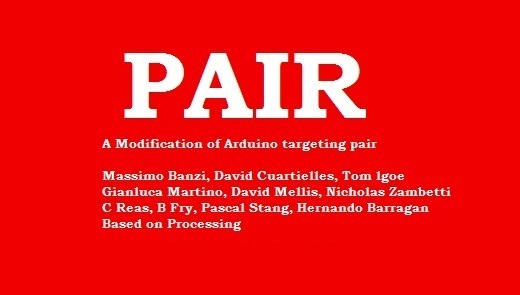 PAIR
A Modification of Arduino targeting pair
Massimo Banzi, David Cuartielles, Tom Igoe
Gianluca Martino, David Mellis, Nicholas Zambetti
C Reas, B Fry, Pascal Stang, Hernando Barragan
Based on Processing